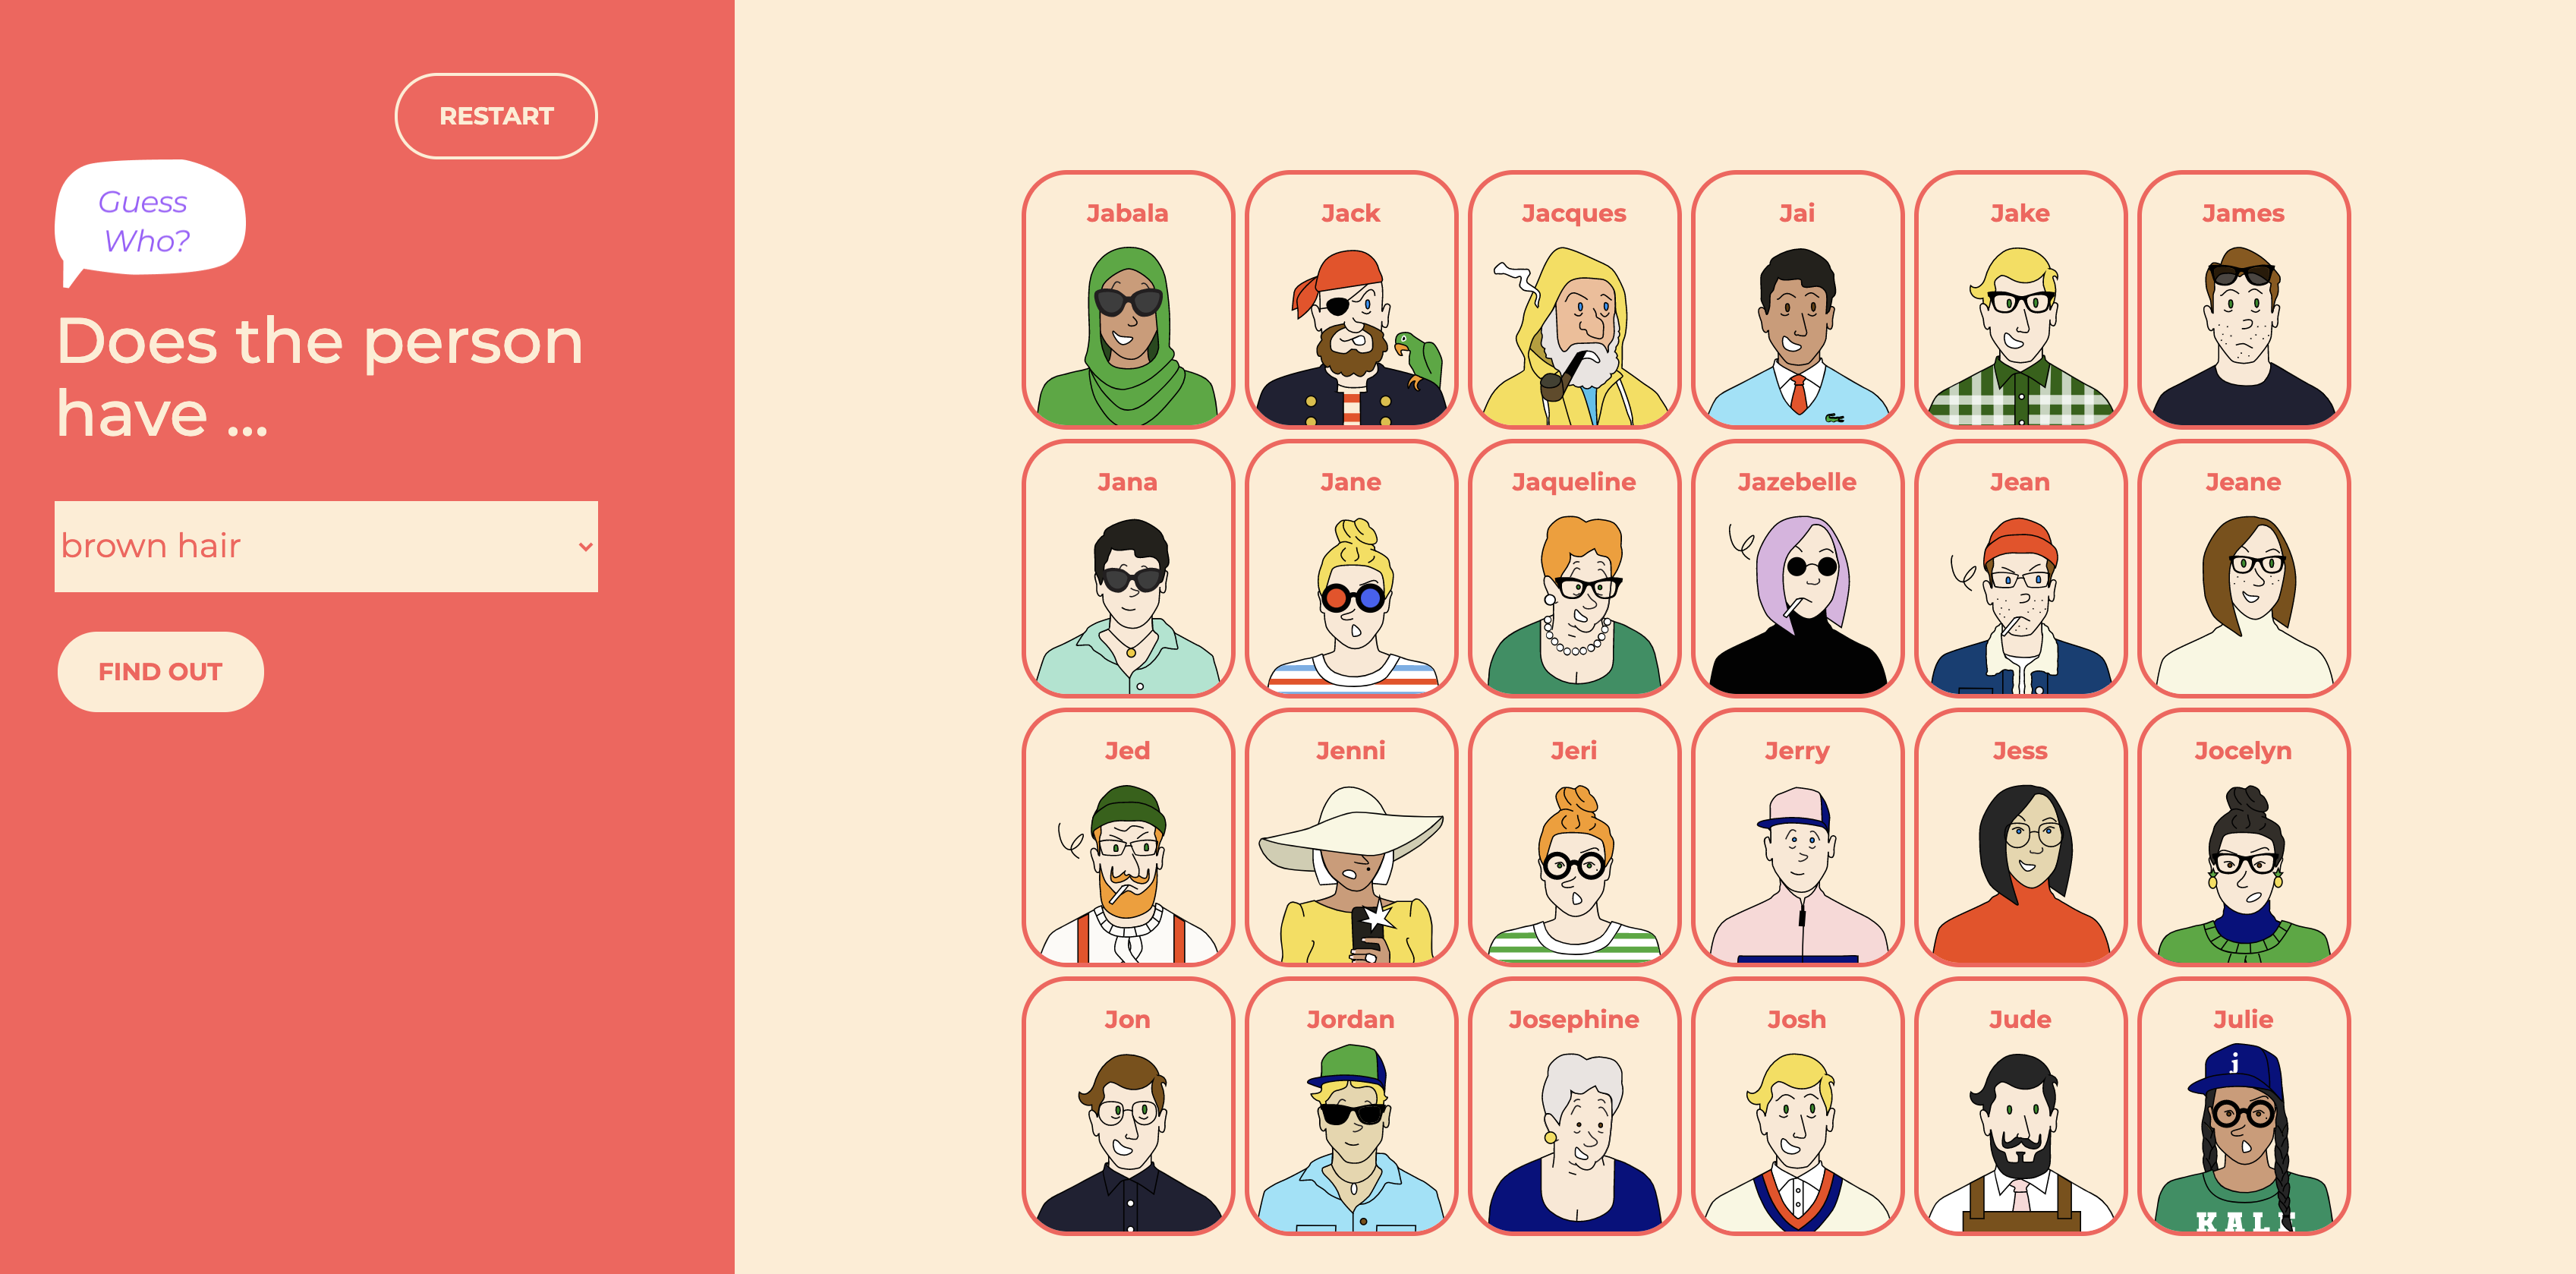 RESTART
Guess
Who?
Does the person
have ...
brown hair
FIND OUT
Jabala
Jack
Jacques
Jai
Jake
James
Jana
Jane
Jaqueline
Jazebelle
Jean
Jeane
Jed
Jenni
Jeri
Jerry
Jess
Jocelyn
Jon
Jordan
Josephine
Josh
Jude
Julie
j
KALE